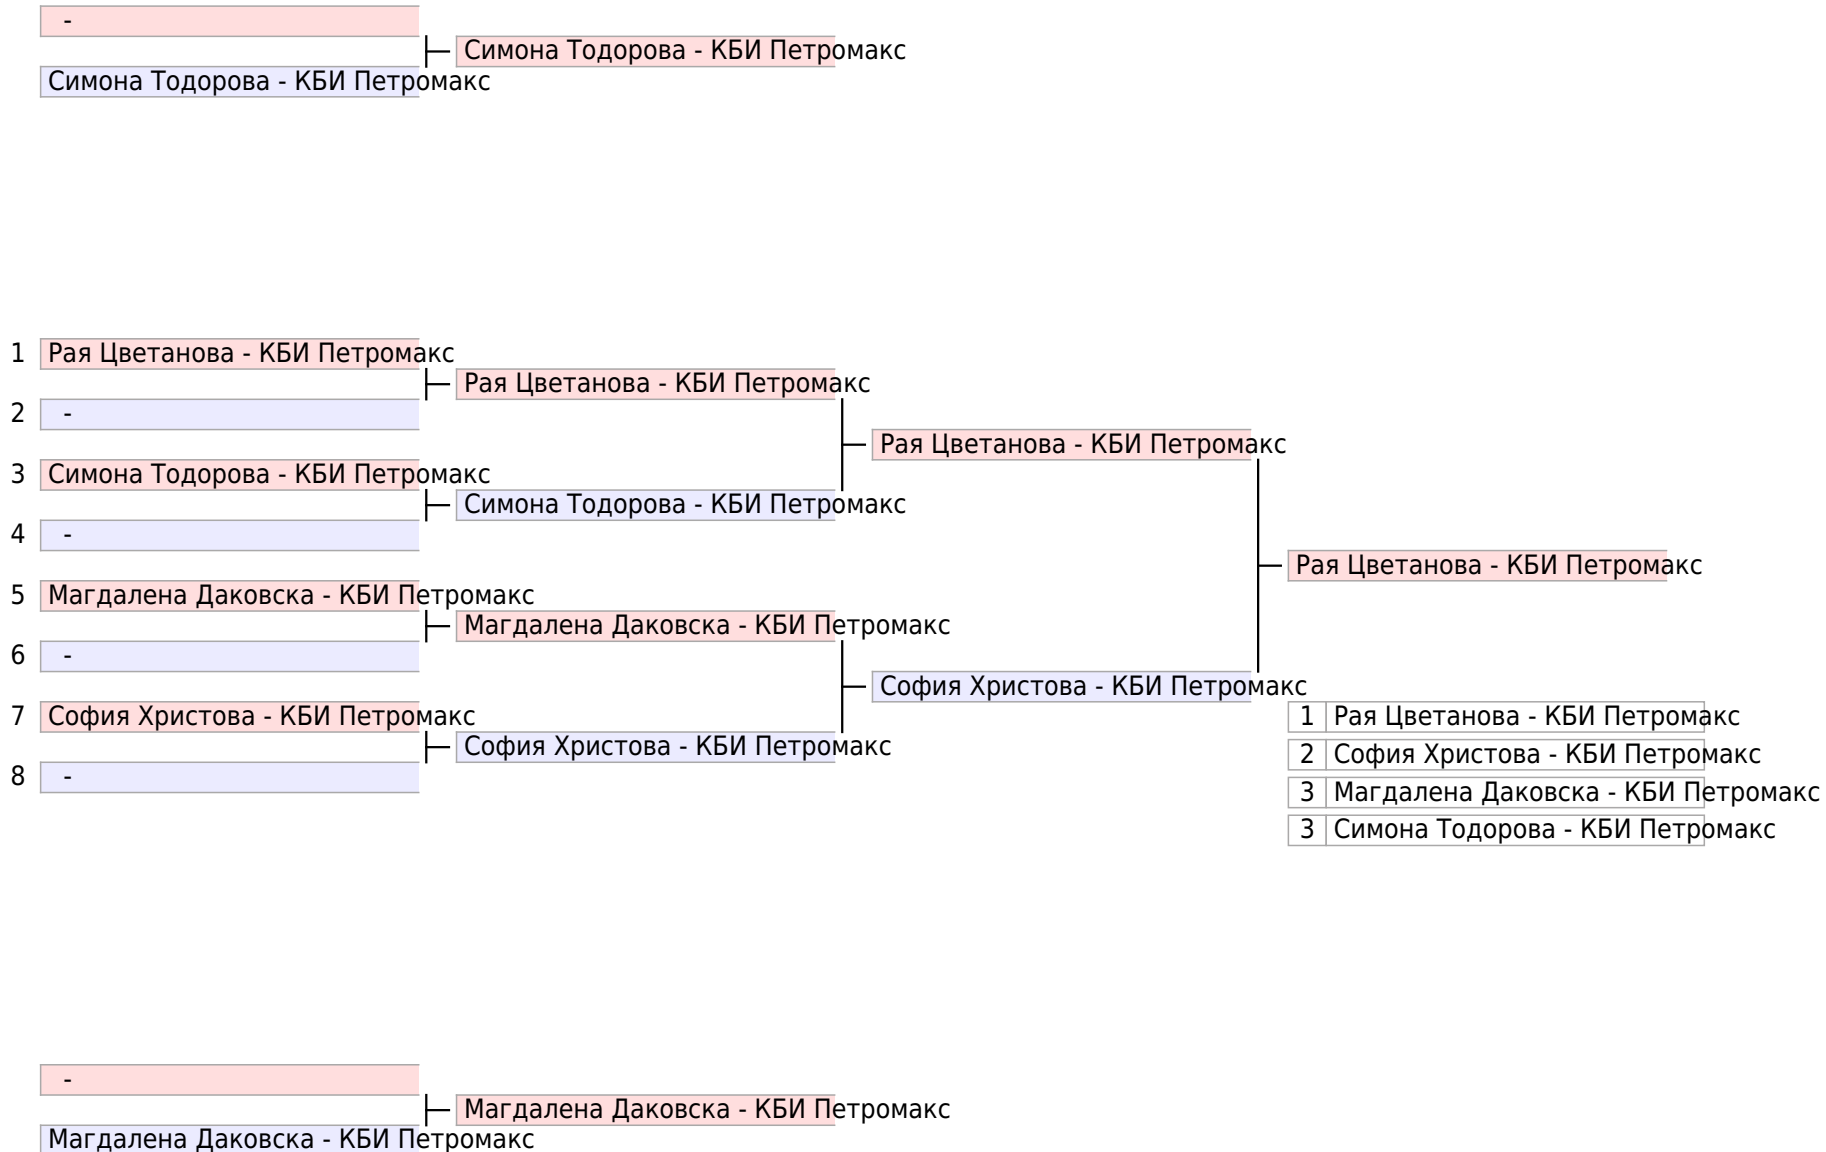 -
Симона Тодорова - КБИ Петромакс
Симона Тодорова - КБИ Петромакс
1 Рая Цветанова - КБИ Петромакс
Рая Цветанова - КБИ Петромакс
2 -
Рая Цветанова - КБИ Петромакс
3 Симона Тодорова - КБИ Петромакс
Симона Тодорова - КБИ Петромакс
4 -
Рая Цветанова - КБИ Петромакс
5 Магдалена Даковска - КБИ Петромакс
Магдалена Даковска - КБИ Петромакс
6 -
София Христова - КБИ Петромакс
7 София Христова - КБИ Петромакс
1 Рая Цветанова - КБИ Петромакс
София Христова - КБИ Петромакс
2 София Христова - КБИ Петромакс
8 -
3 Магдалена Даковска - КБИ Петромакс
3 Симона Тодорова - КБИ Петромакс
-
Магдалена Даковска - КБИ Петромакс
Магдалена Даковска - КБИ Петромакс